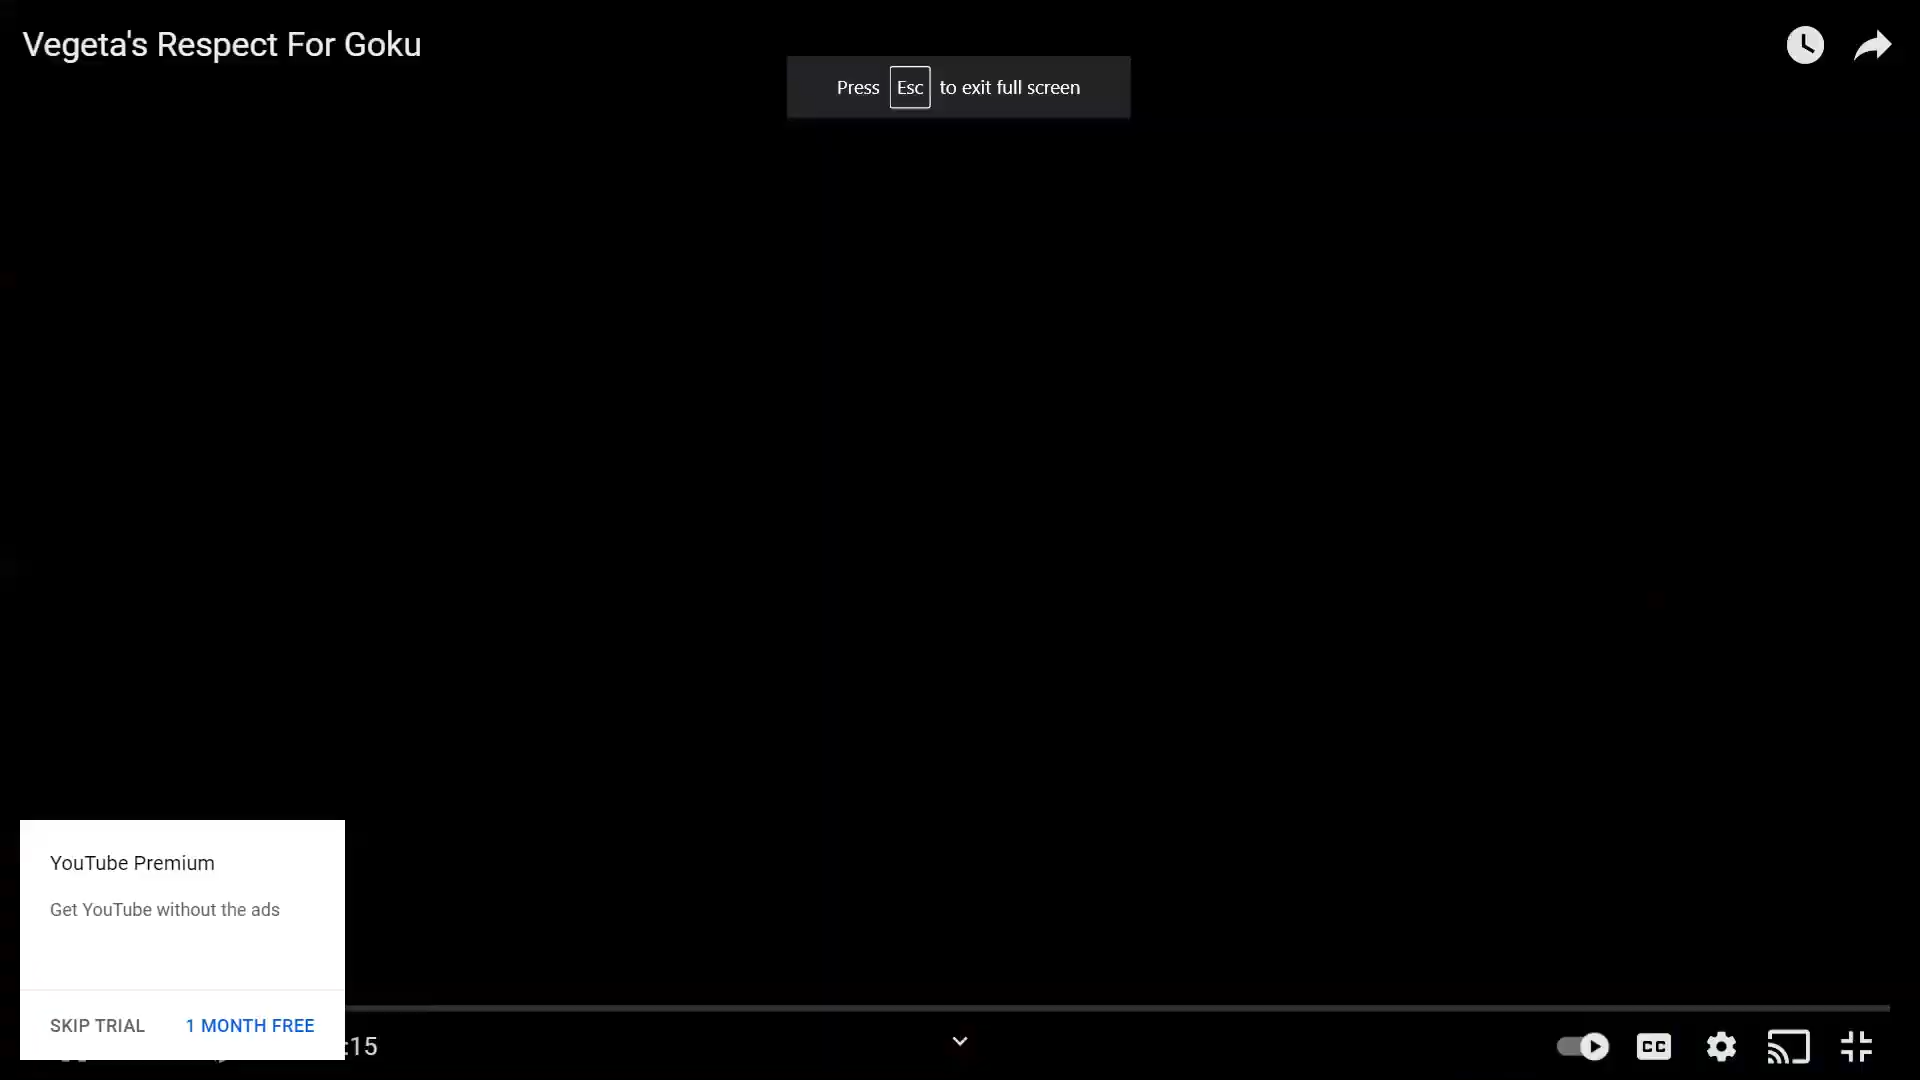 Vegeta's Respect For Goku
Press Esc to exit full screen
YouTube Premium
Get YouTube without the ads
SKIP TRIAL 1 MONTH FREE
:15
CC